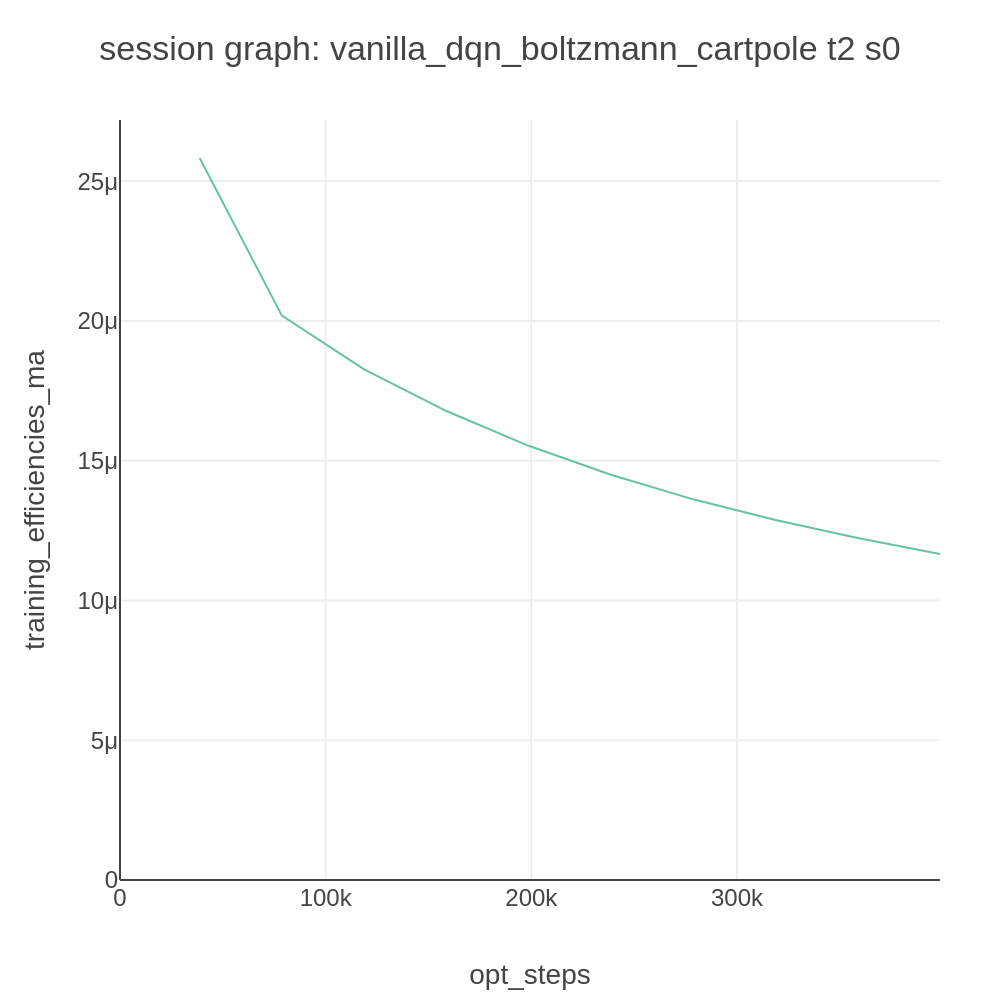 session graph: vanilla_dqn_boltzmann_cartpole t2 s0
25μ
20μ
15μ
10μ
5μ
0
0 100k 200k 300k
training_efficiencies_ma
opt_steps